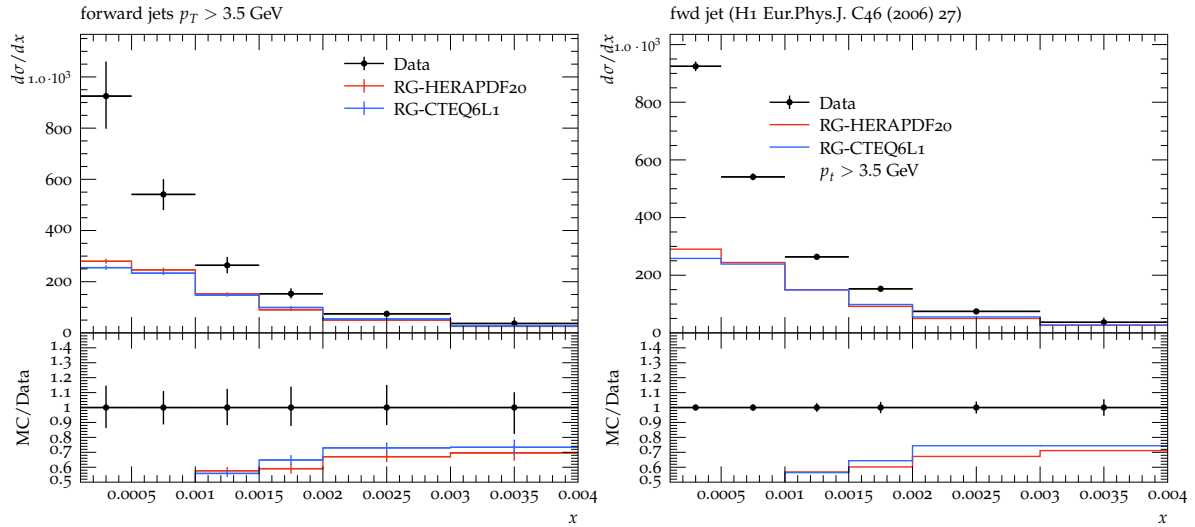 forward jets pT > 3.5 GeV
dσ/dx
1.0 ·10³
800
600
400
200
0
Data
RG-HERAPDF20
RG-CTEQ6L1
MC/Data
1.4
1.3
1.2
1.1
1
0.9
0.8
0.7
0.6
0.5
0.0005 0.001 0.0015 0.002 0.0025 0.003 0.0035 0.004
x
fwd jet (H1 Eur.Phys.J. C46 (2006) 27)
dσ/dx
1.0 ·10³
800
600
400
200
0
Data
RG-HERAPDF20
RG-CTEQ6L1
pt > 3.5 GeV
MC/Data
1.4
1.3
1.2
1.1
1
0.9
0.8
0.7
0.6
0.5
0.0005 0.001 0.0015 0.002 0.0025 0.003 0.0035 0.004
x